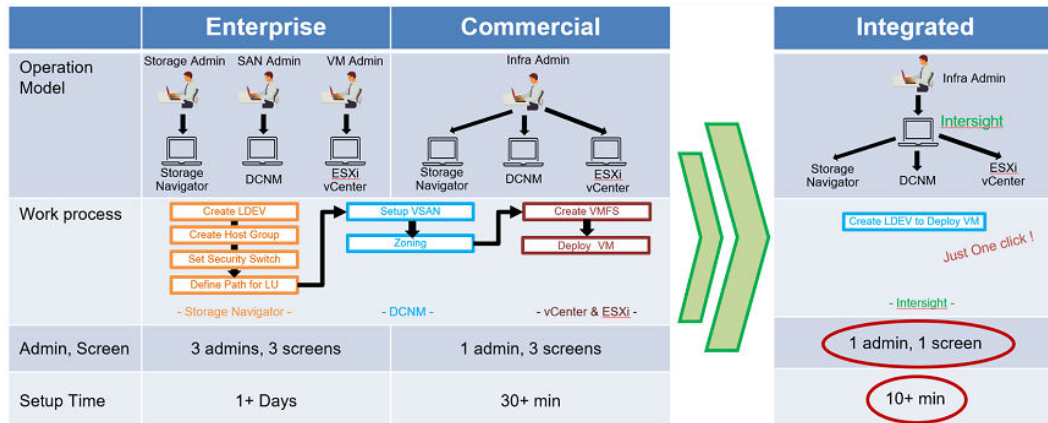 Enterprise
Commercial
Integrated
Operation
Model
Storage Admin
SAN Admin
VM Admin
Infra Admin
Infra Admin
Intersight
Storage
Navigator
DCNM
ESXi
vCenter
Storage
Navigator
DCNM
ESXi
vCenter
Storage
Navigator
DCNM
ESXi
vCenter
Work process
Create LDEV
Create Host Group
Set Security Switch
Define Path for LU
Setup VSAN
Zoning
Create VMFS
Deploy VM
Create LDEV to Deploy VM
Just One click !
- Storage Navigator -
- DCNM -
- vCenter & ESXi -
- Intersight -
Admin, Screen
3 admins, 3 screens
1 admin, 3 screens
1 admin, 1 screen
Setup Time
1+ Days
30+ min
10+ min